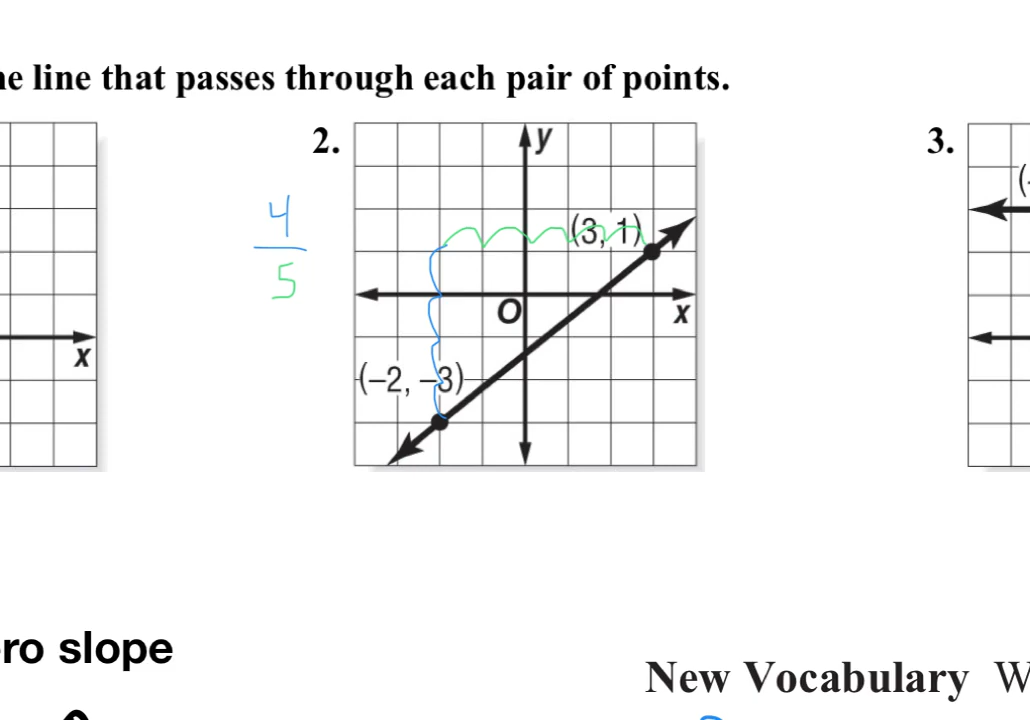 ne line that passes through each pair of points.
2.
3.
y
4
5
(3, 1)
(
O
x
x
(–2, –3)
ro slope
New Vocabulary W